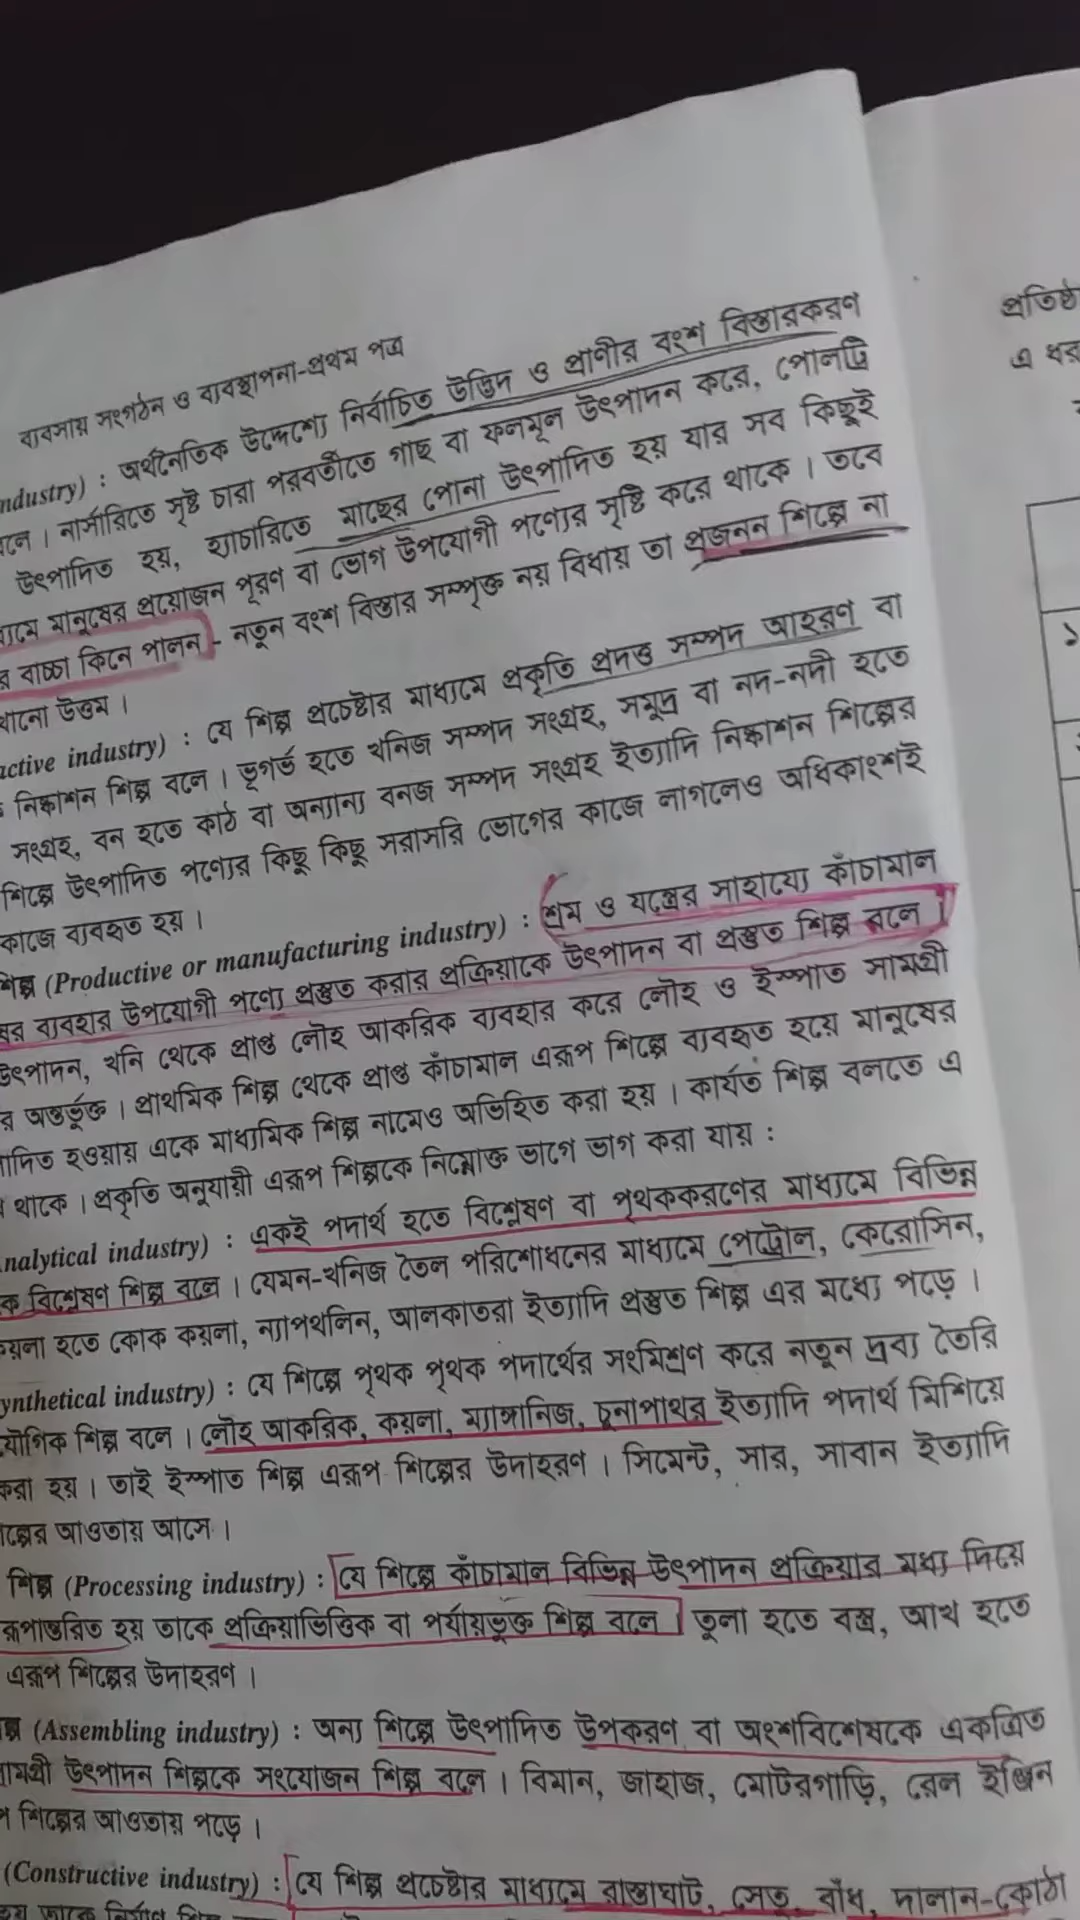 ব্যবসায় সংগঠন ও ব্যবস্থাপনা-প্রথম পত্র
ndustry) : অর্থনৈতিক উদ্দেশ্যে নির্বাচিত উদ্ভিদ ও প্রাণীর বংশ বিস্তারকরণ
বলে। নার্সারিতে সৃষ্ট চারা পরবর্তীতে গাছ বা ফলমূল উৎপাদন করে, পোলট্রি
উৎপাদিত হয়, হ্যাচারিতে মাছের পোনা উৎপাদিত হয় যার সব কিছুই
মানুষের প্রয়োজন পূরণ বা ভোগ উপযোগী পণ্যের সৃষ্টি করে থাকে। তবে
র বাচ্চা কিনে পালন - নতুন বংশ বিস্তার সম্পৃক্ত নয় বিধায় তা প্রজনন শিল্পে না
উত্তম।
active industry) : যে শিল্প প্রচেষ্টার মাধ্যমে প্রকৃতি প্রদত্ত সম্পদ আহরণ বা
নিষ্কাশন শিল্প বলে। ভূগর্ভ হতে খনিজ সম্পদ সংগ্রহ, সমুদ্র বা নদ-নদী হতে
সংগ্রহ, বন হতে কাঠ বা অন্যান্য বনজ সম্পদ সংগ্রহ ইত্যাদি নিষ্কাশন শিল্পের
শিল্পে উৎপাদিত পণ্যের কিছু কিছু সরাসরি ভোগের কাজে লাগলেও অধিকাংশই
কাজে ব্যবহৃত হয়।
শিল্প (Productive or manufacturing industry) : শ্রম ও যন্ত্রের সাহায্যে কাঁচামাল
ব্যবহার উপযোগী পণ্যে প্রস্তুত করার প্রক্রিয়াকে উৎপাদন বা প্রস্তুত শিল্প বলে।
উৎপাদন, খনি থেকে প্রাপ্ত লৌহ আকরিক ব্যবহার করে লৌহ ও ইস্পাত সামগ্রী
র অন্তর্ভুক্ত। প্রাথমিক শিল্প থেকে প্রাপ্ত কাঁচামাল এরূপ শিল্পে ব্যবহৃত হয়ে মানুষের
পাদিত হওয়ায় একে মাধ্যমিক শিল্প নামেও অভিহিত করা হয়। কার্যত শিল্প বলতে এ
থাকে। প্রকৃতি অনুযায়ী এরূপ শিল্পকে নিম্নোক্ত ভাগে ভাগ করা যায় :
nalytical industry) : একই পদার্থ হতে বিশ্লেষণ বা পৃথককরণের মাধ্যমে বিভিন্ন
ক বিশ্লেষণ শিল্প বলে। যেমন-খনিজ তৈল পরিশোধনের মাধ্যমে পেট্রোল, কেরোসিন,
য়লা হতে কোক কয়লা, ন্যাপথলিন, আলকাতরা ইত্যাদি প্রস্তুত শিল্প এর মধ্যে পড়ে।
ynthetical industry) : যে শিল্পে পৃথক পৃথক পদার্থের সংমিশ্রণ করে নতুন দ্রব্য তৈরি
যৌগিক শিল্প বলে। লৌহ আকরিক, কয়লা, ম্যাঙ্গানিজ, চুনাপাথর ইত্যাদি পদার্থ মিশিয়ে
করা হয়। তাই ইস্পাত শিল্প এরূপ শিল্পের উদাহরণ। সিমেন্ট, সার, সাবান ইত্যাদি
ল্পের আওতায় আসে।
শিল্প (Processing industry) : যে শিল্পে কাঁচামাল বিভিন্ন উৎপাদন প্রক্রিয়ার মধ্য দিয়ে
রূপান্তরিত হয় তাকে প্রক্রিয়াভিত্তিক বা পর্যায়ভুক্ত শিল্প বলে। তুলা হতে বস্ত্র, আখ হতে
এরূপ শিল্পের উদাহরণ।
ল্প (Assembling industry) : অন্য শিল্পে উৎপাদিত উপকরণ বা অংশবিশেষকে একত্রিত
ামগ্রী উৎপাদন শিল্পকে সংযোজন শিল্প বলে। বিমান, জাহাজ, মোটরগাড়ি, রেল ইঞ্জিন
প শিল্পের আওতায় পড়ে।
(Constructive industry) : যে শিল্প প্রচেষ্টার মাধ্যমে রাস্তাঘাট, সেতু, বাঁধ, দালান-কোঠা
প্রতিষ্ঠ
এ ধর
১